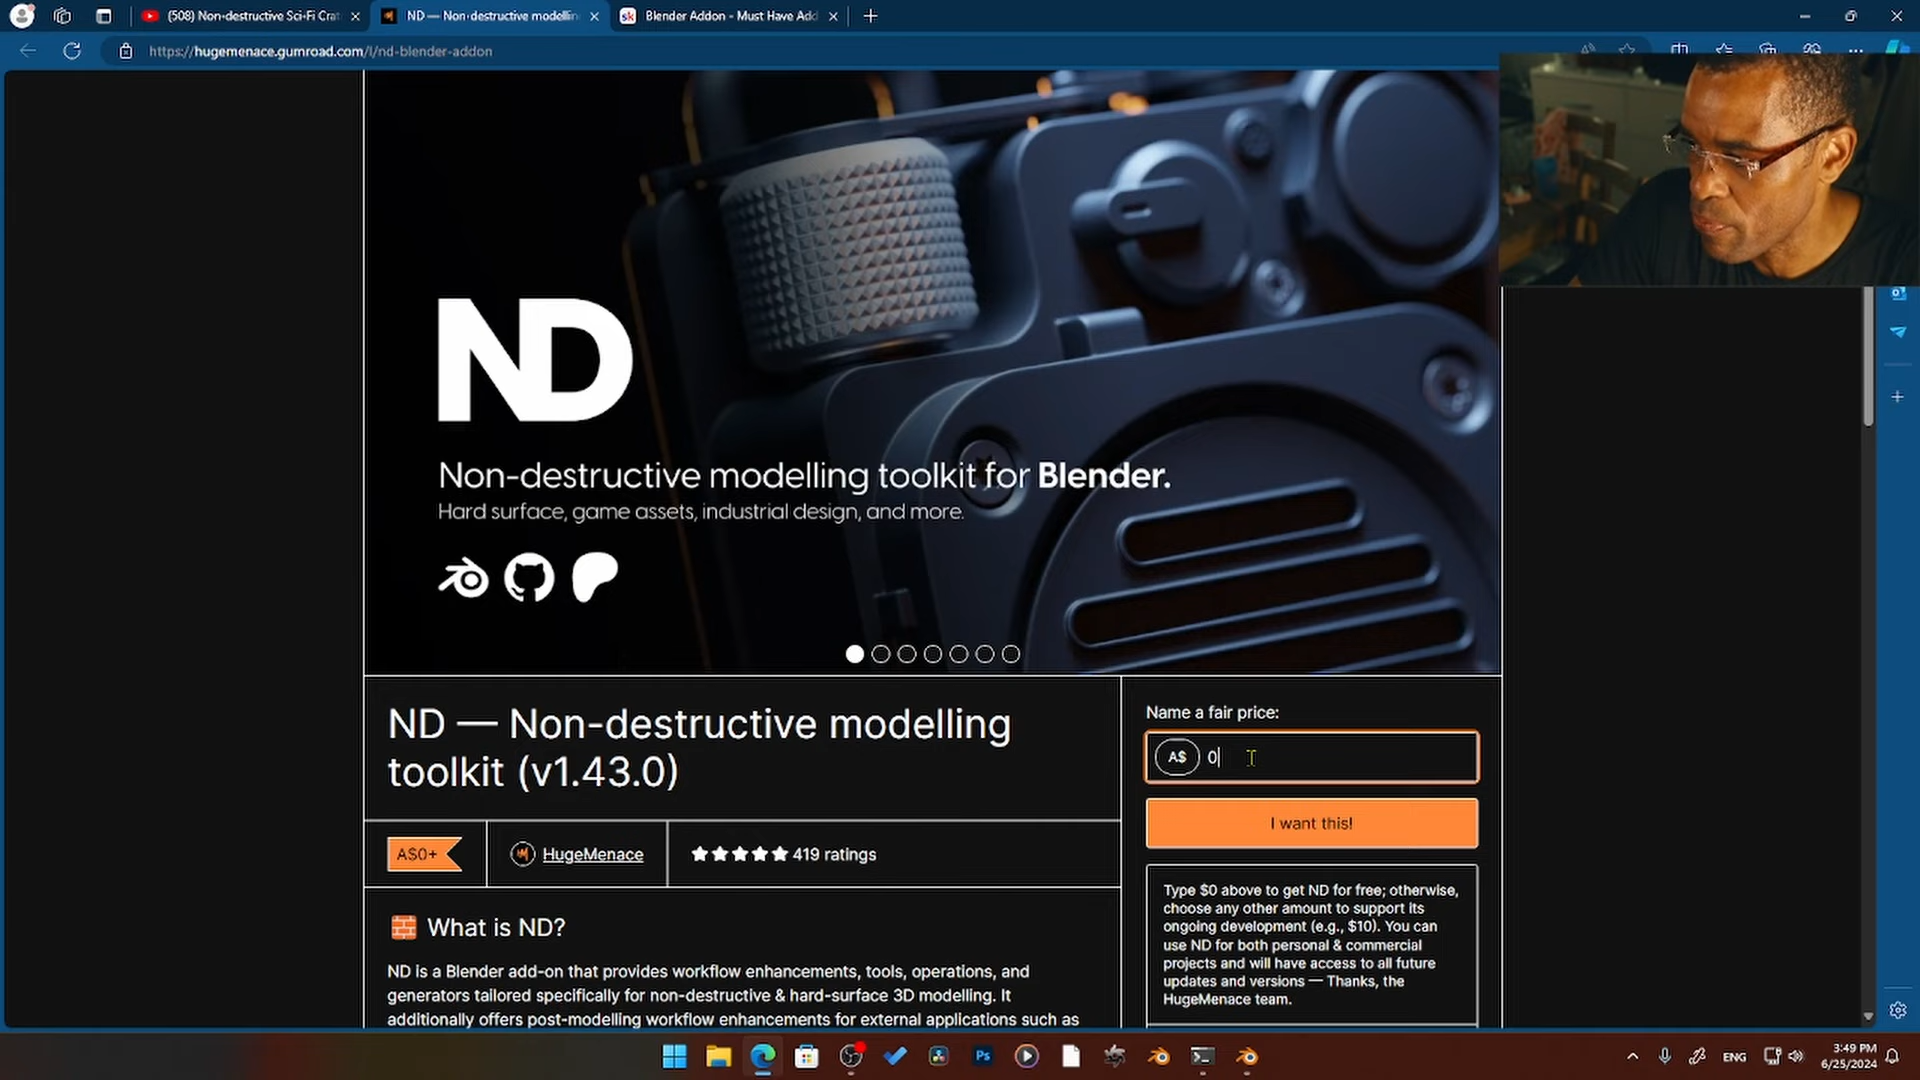 (508) Non-destructive Sci-Fi Crat
ND — Non-destructive modellin
sk
Blender Addon - Must Have Add
https://hugemenace.gumroad.com/l/nd-blender-addon
ND
Non-destructive modelling toolkit for Blender.
Hard surface, game assets, industrial design, and more.
ND — Non-destructive modelling
toolkit (v1.43.0)
A$0+
HugeMenace
419 ratings
What is ND?
ND is a Blender add-on that provides workflow enhancements, tools, operations, and
generators tailored specifically for non-destructive & hard-surface 3D modelling. It
additionally offers post-modelling workflow enhancements for external applications such as
Name a fair price:
A$ 0
I want this!
Type $0 above to get ND for free; otherwise,
choose any other amount to support its
ongoing development (e.g., $10). You can
use ND for both personal & commercial
projects and will have access to all future
updates and versions — Thanks, the
HugeMenace team.
Ps
ENG
3:49 PM
6/25/2024